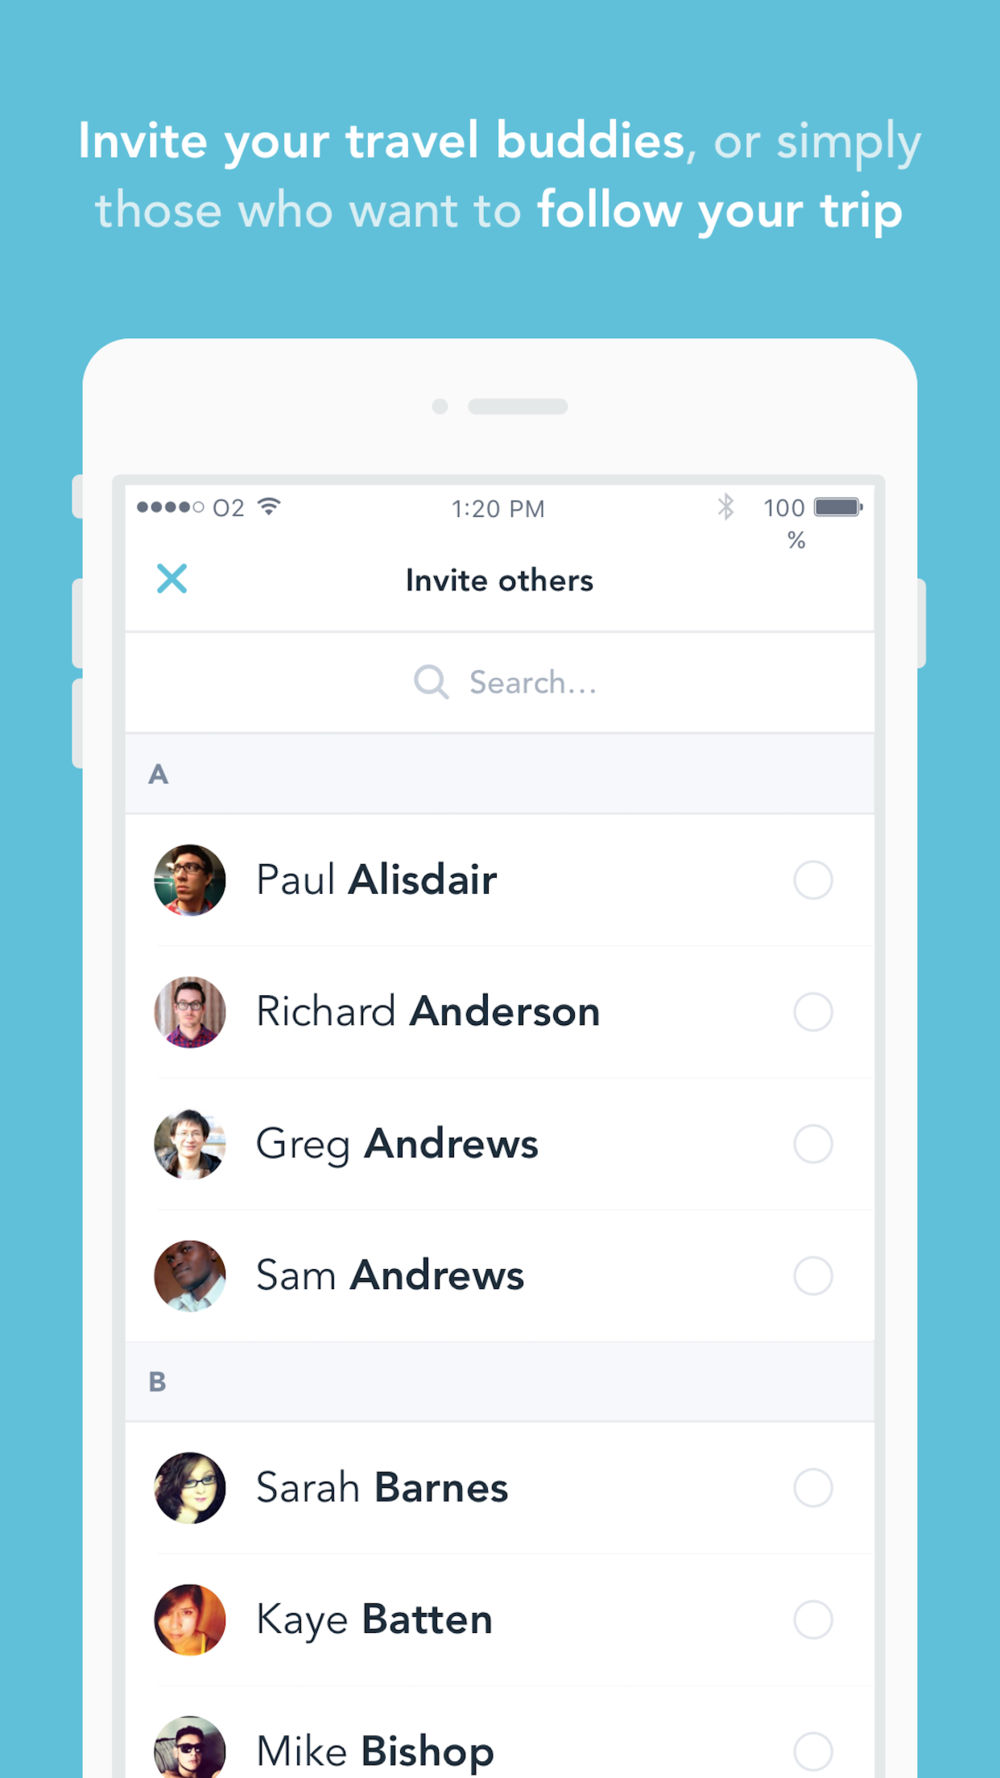 Invite your travel buddies, or simply
those who want to follow your trip
O2 1:20 PM 100
%
Invite others
Search...
A
Paul Alisdair
Richard Anderson
Greg Andrews
Sam Andrews
B
Sarah Barnes
Kaye Batten
Mike Bishop